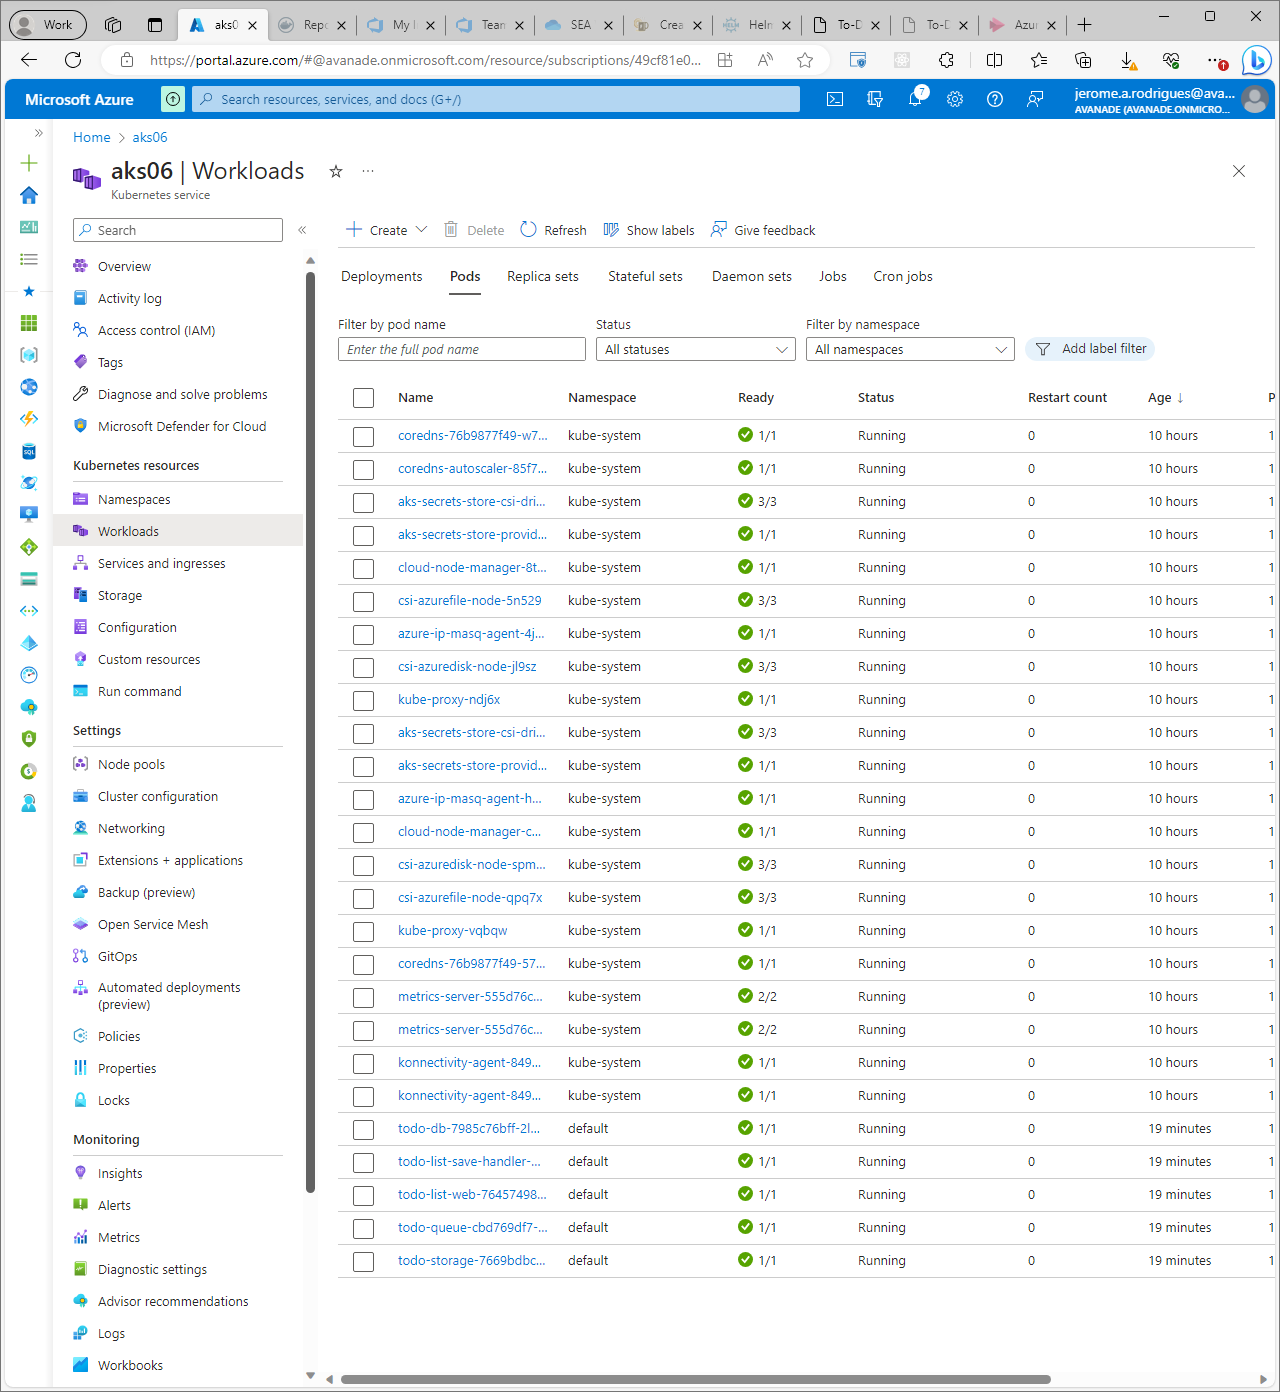 Work
aks0
Repo
My I
Team
SEA
Crea
Helm
To-D
To-D
Azur
https://portal.azure.com/#@avanade.onmicrosoft.com/resource/subscriptions/49cf81e0...
Microsoft Azure
Search resources, services, and docs (G+/)
7
jerome.a.rodrigues@ava...
AVANADE (AVANADE.ONMICRO...
Home > aks06
aks06 | Workloads
Kubernetes service
Search
Create
Delete
Refresh
Show labels
Give feedback
Overview
Activity log
Access control (IAM)
Tags
Diagnose and solve problems
Microsoft Defender for Cloud
Kubernetes resources
Namespaces
Workloads
Services and ingresses
Storage
Configuration
Custom resources
Run command
Settings
Node pools
Cluster configuration
Networking
Extensions + applications
Backup (preview)
Open Service Mesh
GitOps
Automated deployments
(preview)
Policies
Properties
Locks
Monitoring
Insights
Alerts
Metrics
Diagnostic settings
Advisor recommendations
Logs
Workbooks
Deployments Pods Replica sets Stateful sets Daemon sets Jobs Cron jobs
Filter by pod name Status Filter by namespace
Enter the full pod name All statuses All namespaces Add label filter
Name Namespace Ready Status Restart count Age ↓ P
coredns-76b9877f49-w7... kube-system 1/1 Running 0 10 hours 1
coredns-autoscaler-85f7... kube-system 1/1 Running 0 10 hours 1
aks-secrets-store-csi-dri... kube-system 3/3 Running 0 10 hours 1
aks-secrets-store-provid... kube-system 1/1 Running 0 10 hours 1
cloud-node-manager-8t... kube-system 1/1 Running 0 10 hours 1
csi-azurefile-node-5n529 kube-system 3/3 Running 0 10 hours 1
azure-ip-masq-agent-4j... kube-system 1/1 Running 0 10 hours 1
csi-azuredisk-node-jl9sz kube-system 3/3 Running 0 10 hours 1
kube-proxy-ndj6x kube-system 1/1 Running 0 10 hours 1
aks-secrets-store-csi-dri... kube-system 3/3 Running 0 10 hours 1
aks-secrets-store-provid... kube-system 1/1 Running 0 10 hours 1
azure-ip-masq-agent-h... kube-system 1/1 Running 0 10 hours 1
cloud-node-manager-c... kube-system 1/1 Running 0 10 hours 1
csi-azuredisk-node-spm... kube-system 3/3 Running 0 10 hours 1
csi-azurefile-node-qpq7x kube-system 3/3 Running 0 10 hours 1
kube-proxy-vqbqw kube-system 1/1 Running 0 10 hours 1
coredns-76b9877f49-57... kube-system 1/1 Running 0 10 hours 1
metrics-server-555d76c... kube-system 2/2 Running 0 10 hours 1
metrics-server-555d76c... kube-system 2/2 Running 0 10 hours 1
konnectivity-agent-849... kube-system 1/1 Running 0 10 hours 1
konnectivity-agent-849... kube-system 1/1 Running 0 10 hours 1
todo-db-7985c76bff-2l... default 1/1 Running 0 19 minutes 1
todo-list-save-handler-... default 1/1 Running 0 19 minutes 1
todo-list-web-76457498... default 1/1 Running 0 19 minutes 1
todo-queue-cbd769df7-... default 1/1 Running 0 19 minutes 1
todo-storage-7669bdbc... default 1/1 Running 0 19 minutes 1